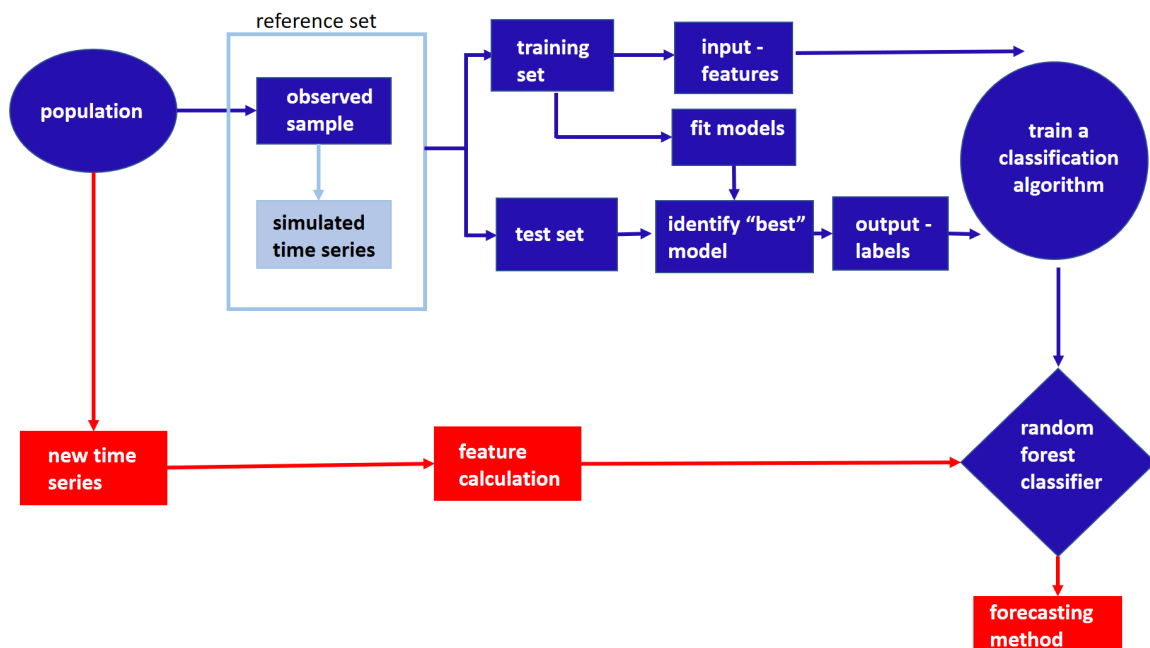 reference set
population
observed
sample
simulated
time series
training
set
input -
features
fit models
test set
identify “best”
model
output -
labels
train a
classification
algorithm
new time
series
feature
calculation
random
forest
classifier
forecasting
method